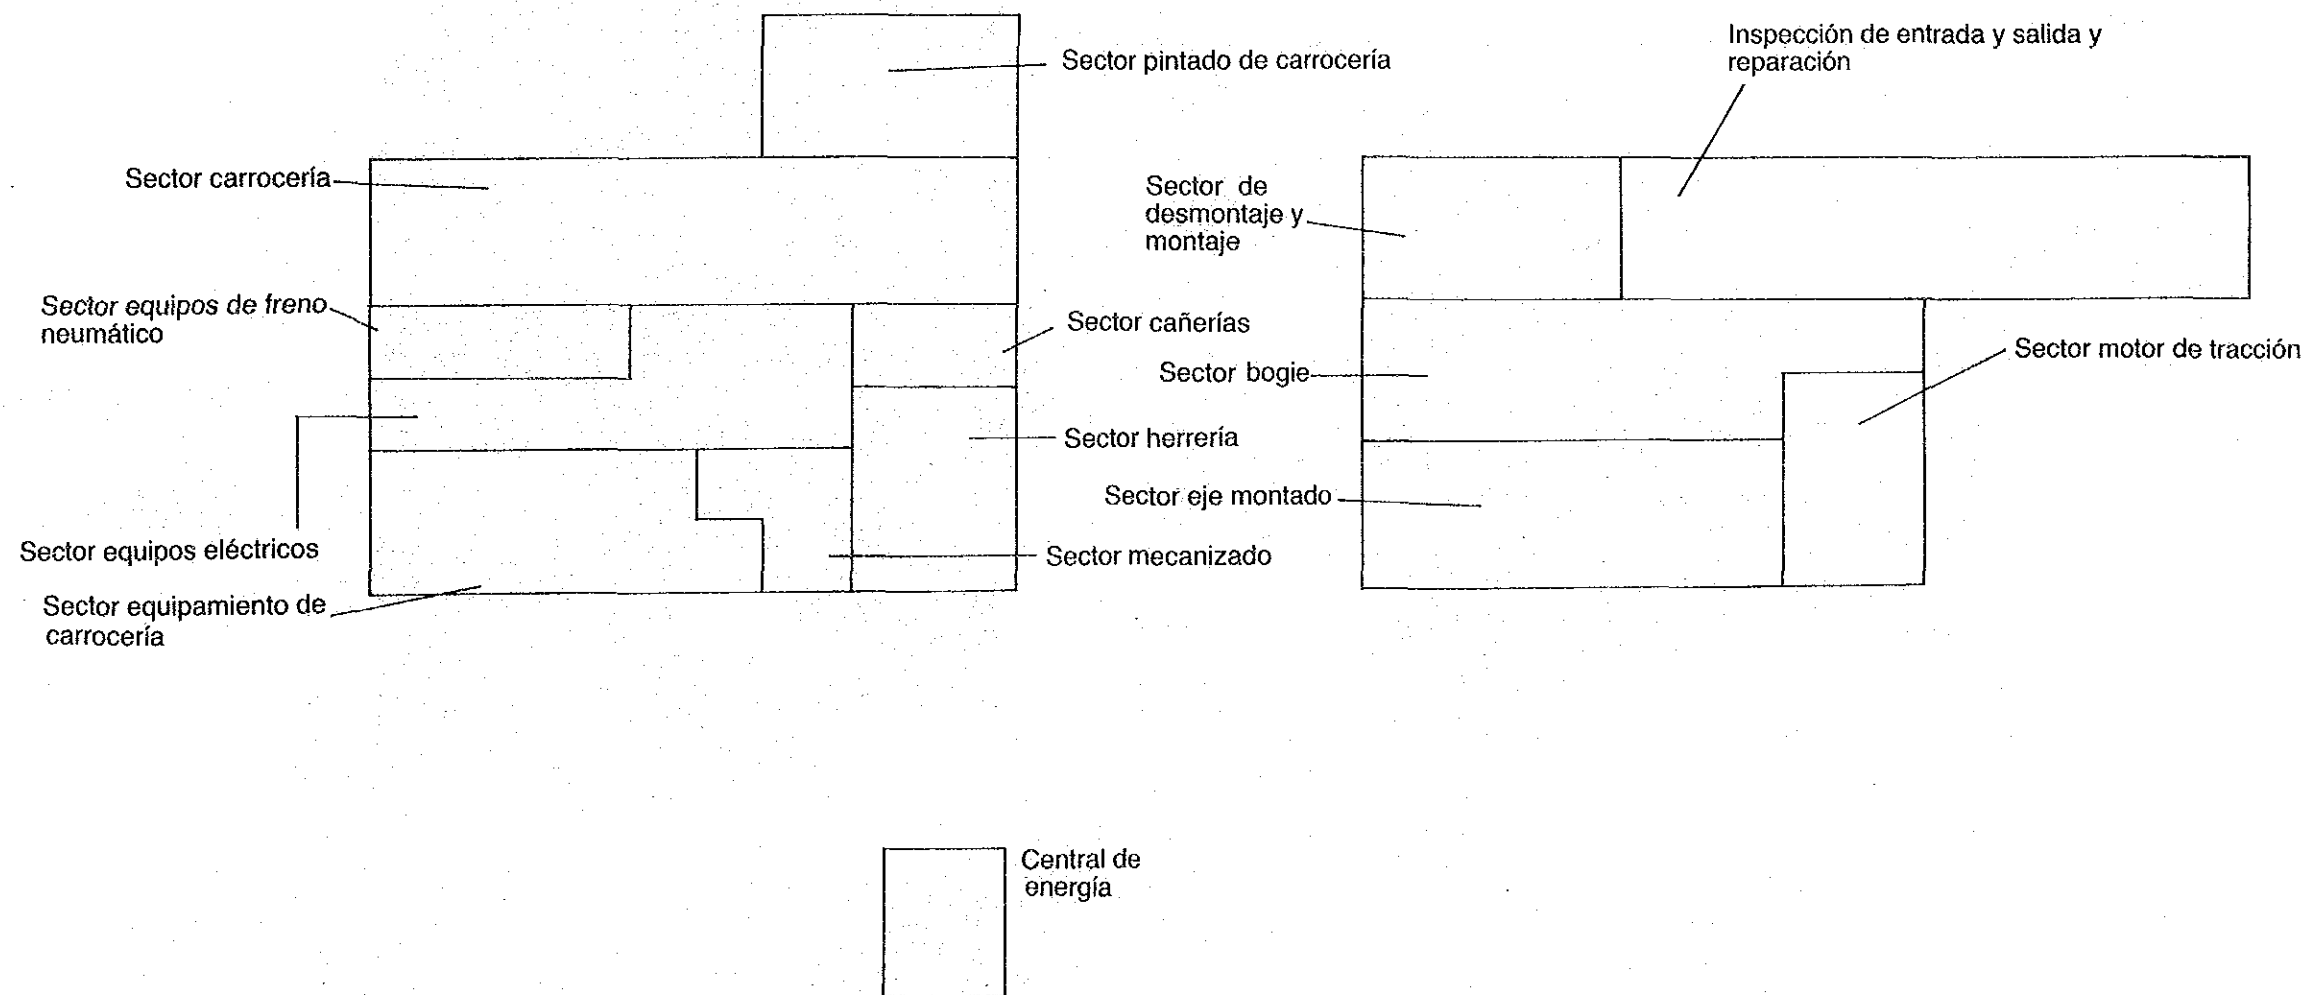 Sector pintado de carrocería
Inspección de entrada y salida y
reparación
Sector carrocería
Sector de
desmontaje y
montaje
Sector equipos de freno
neumático
Sector cañerías
Sector motor de tracción
Sector bogie
Sector herrería
Sector eje montado
Sector equipos eléctricos
Sector mecanizado
Sector equipamiento de
carrocería
Central de
energía